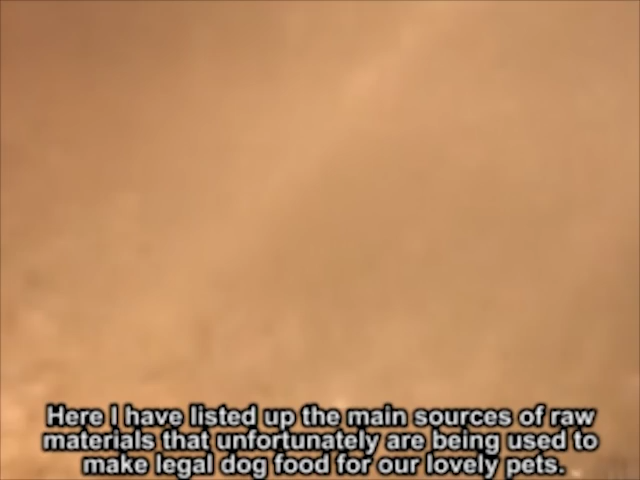 Here I have listed up the main sources of raw
materials that unfortunately are being used to
make legal dog food for our lovely pets.